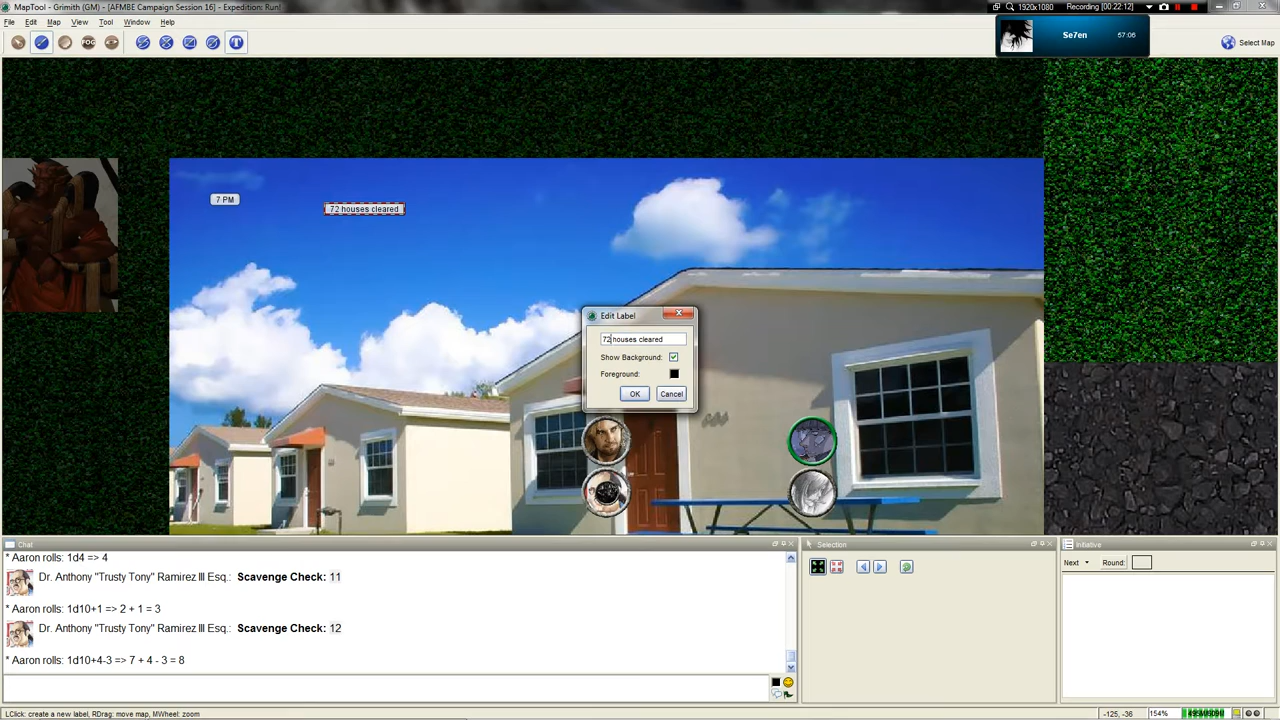 MapTool - Grimith (GM) - [AFMBE Campaign Session 16] - Expedition: Run!
1920x1080
Recording [00:22:12]
File Edit Map View Tool Window Help
FOG
T
Se7en
57:06
Select Map
7 PM
72 houses cleared
Edit Label
72 houses cleared
Show Background:
Foreground:
OK
Cancel
Chat
* Aaron rolls: 1d4 => 4
Dr. Anthony "Trusty Tony" Ramirez III Esq.: Scavenge Check: 11
* Aaron rolls: 1d10+1 => 2 + 1 = 3
Dr. Anthony "Trusty Tony" Ramirez III Esq.: Scavenge Check: 12
* Aaron rolls: 1d10+4-3 => 7 + 4 - 3 = 8
Selection
Initiative
Next
Round:
LClick: create a new label, RDrag: move map, MWheel: zoom
-125, -36
154%